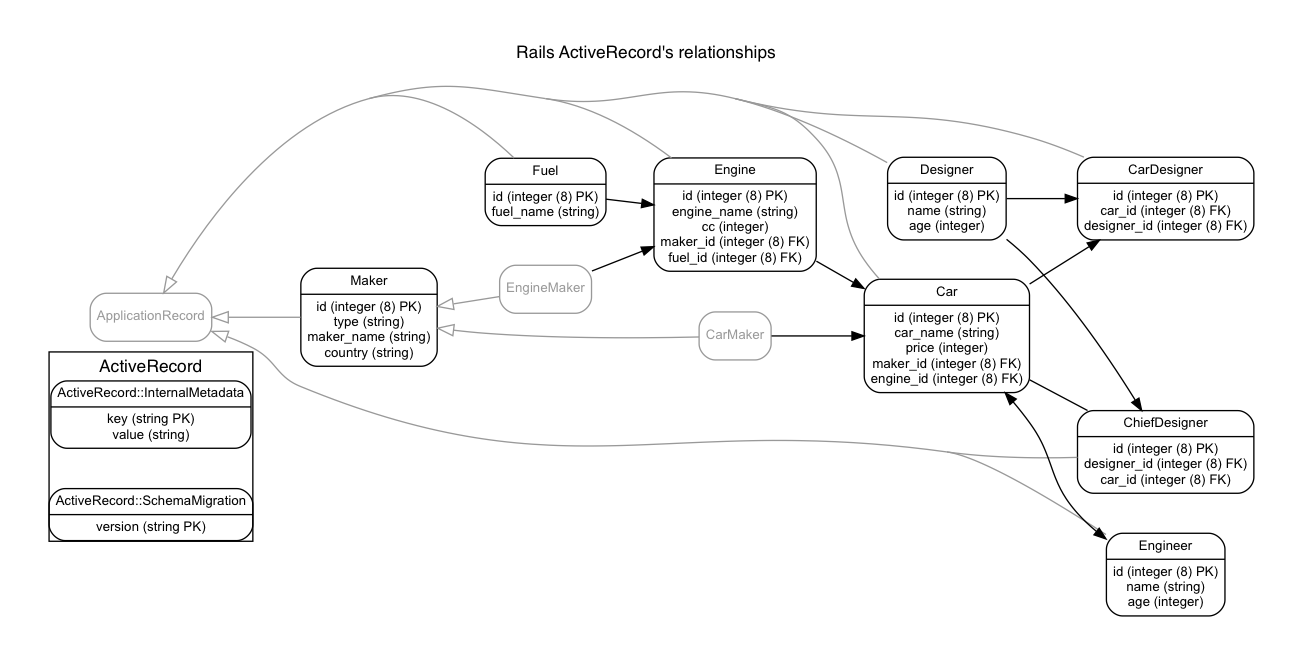 Rails ActiveRecord's relationships
Fuel
id (integer (8) PK)
fuel_name (string)
Engine
id (integer (8) PK)
engine_name (string)
cc (integer)
maker_id (integer (8) FK)
fuel_id (integer (8) FK)
Designer
id (integer (8) PK)
name (string)
age (integer)
CarDesigner
id (integer (8) PK)
car_id (integer (8) FK)
designer_id (integer (8) FK)
ApplicationRecord
Maker
id (integer (8) PK)
type (string)
maker_name (string)
country (string)
EngineMaker
CarMaker
Car
id (integer (8) PK)
car_name (string)
price (integer)
maker_id (integer (8) FK)
engine_id (integer (8) FK)
ActiveRecord
ActiveRecord::InternalMetadata
key (string PK)
value (string)
ActiveRecord::SchemaMigration
version (string PK)
ChiefDesigner
id (integer (8) PK)
designer_id (integer (8) FK)
car_id (integer (8) FK)
Engineer
id (integer (8) PK)
name (string)
age (integer)